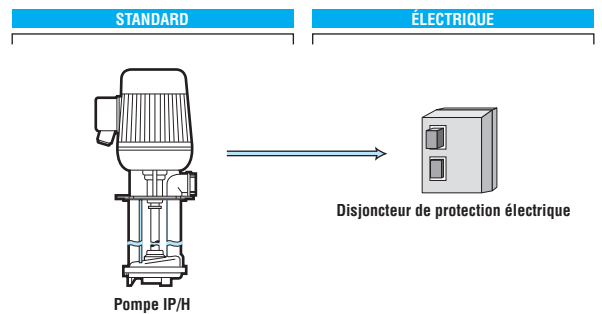 STANDARD
ÉLECTRIQUE
Disjoncteur de protection électrique
Pompe IP/H